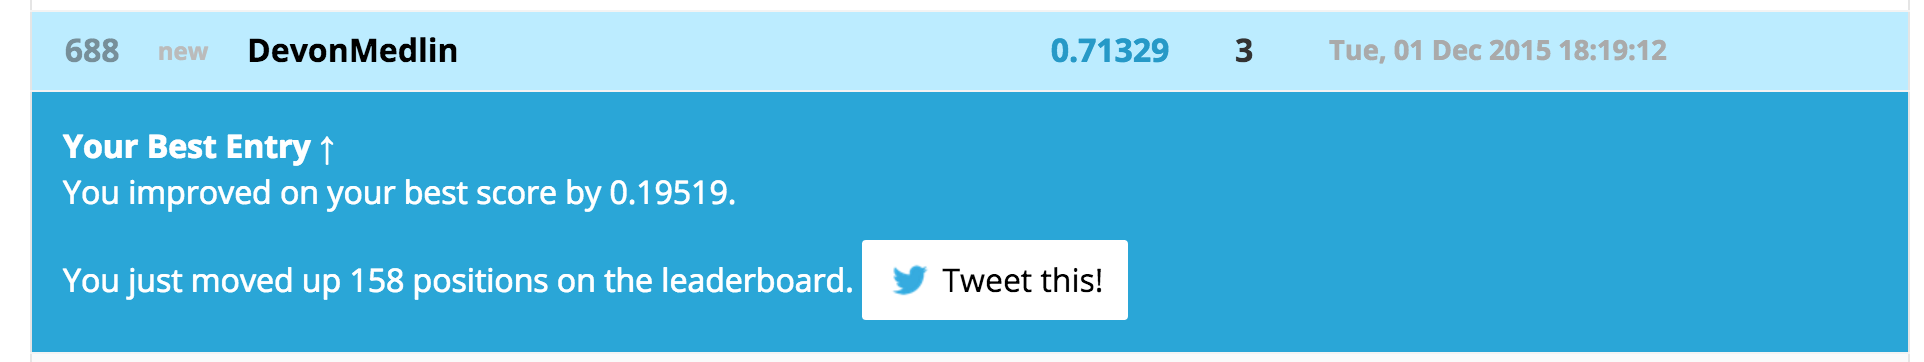 688 new DevonMedlin 0.71329 3 Tue, 01 Dec 2015 18:19:12
Your Best Entry ↑
You improved on your best score by 0.19519.
You just moved up 158 positions on the leaderboard. Tweet this!